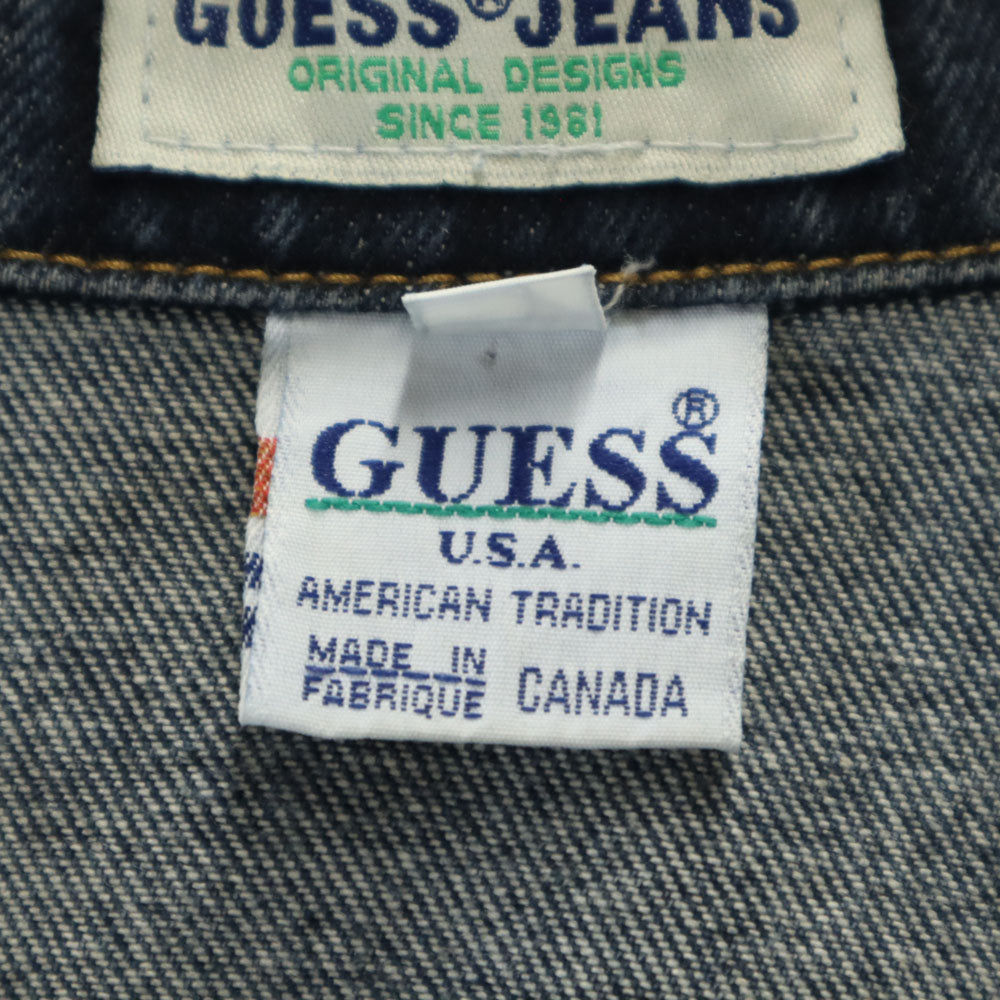 GUESS® JEANS
ORIGINAL DESIGNS
SINCE 1981
GUESS®
U.S.A.
AMERICAN TRADITION
MADE IN
FABRIQUE CANADA